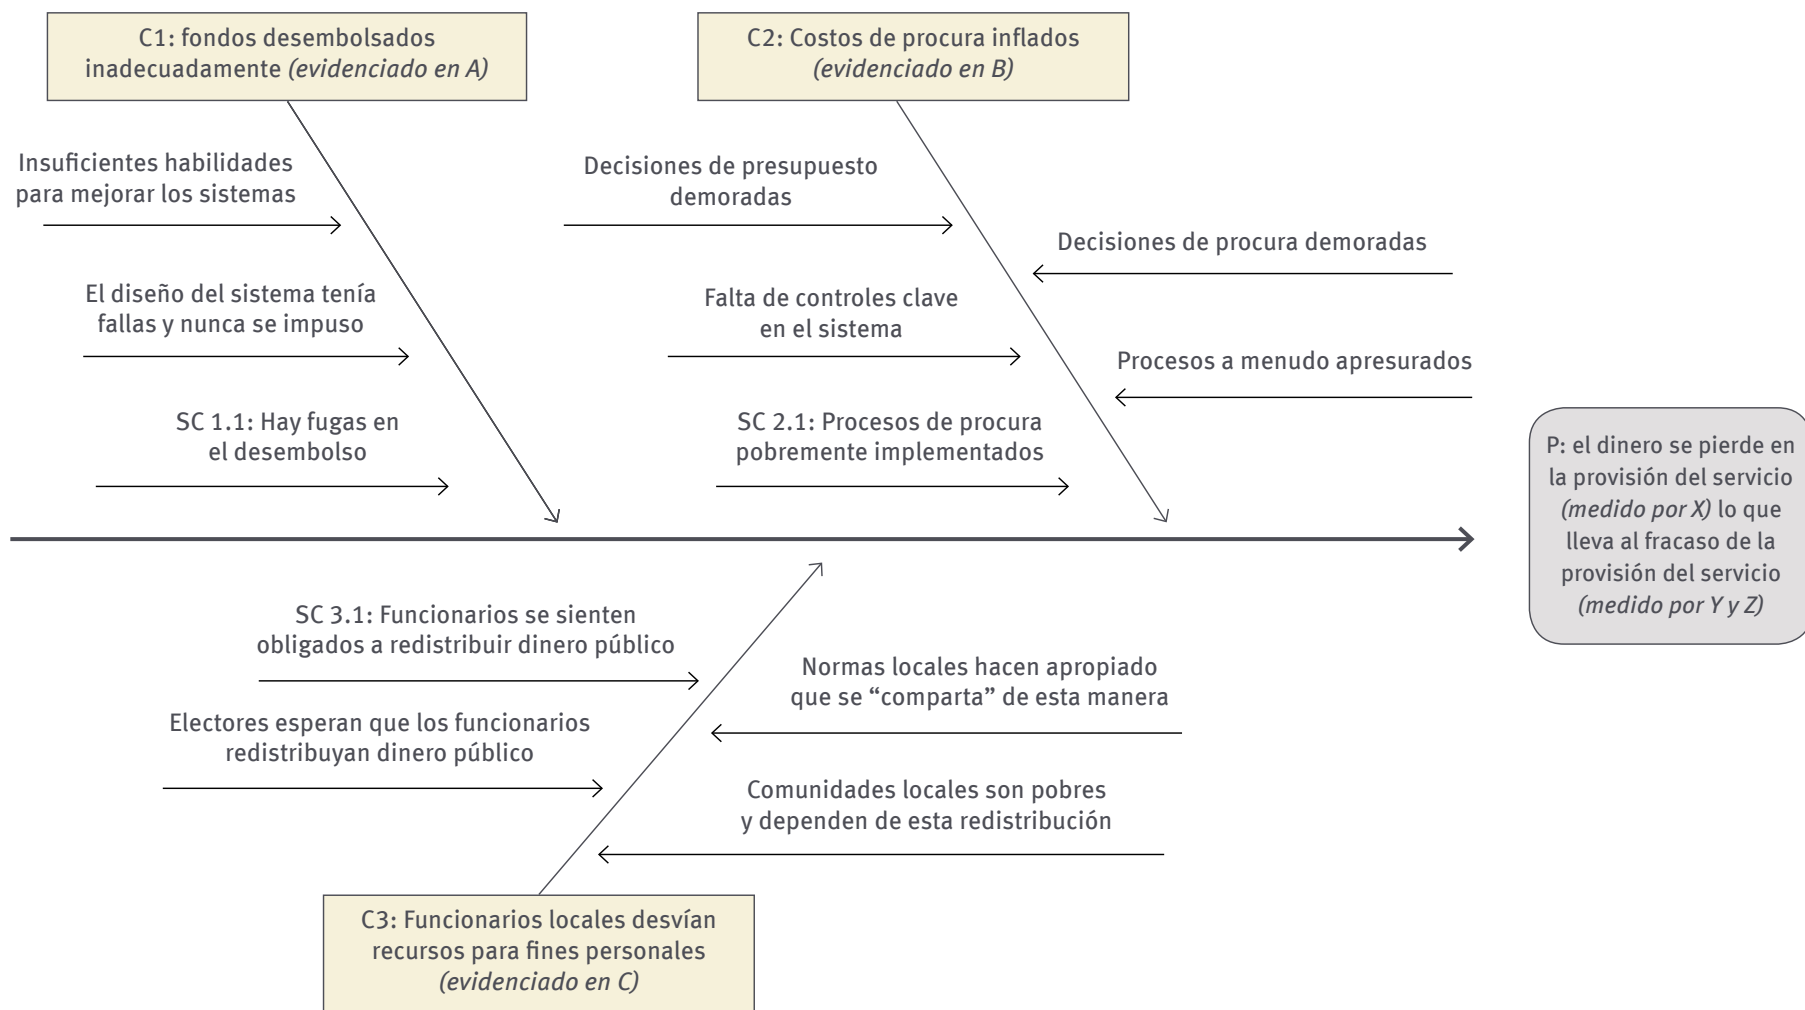 C1: fondos desembolsados
inadecuadamente (evidenciado en A)
C2: Costos de procura inflados
(evidenciado en B)
Insuficientes habilidades
para mejorar los sistemas
Decisiones de presupuesto
demoradas
Decisiones de procura demoradas
El diseño del sistema tenía
fallas y nunca se impuso
Falta de controles clave
en el sistema
Procesos a menudo apresurados
SC 1.1: Hay fugas en
el desembolso
SC 2.1: Procesos de procura
pobremente implementados
P: el dinero se pierde en
la provisión del servicio
(medido por X) lo que
lleva al fracaso de la
provisión del servicio
(medido por Y y Z)
SC 3.1: Funcionarios se sienten
obligados a redistribuir dinero público
Normas locales hacen apropiado
que se “comparta” de esta manera
Electores esperan que los funcionarios
redistribuyan dinero público
Comunidades locales son pobres
y dependen de esta redistribución
C3: Funcionarios locales desvían
recursos para fines personales
(evidenciado en C)